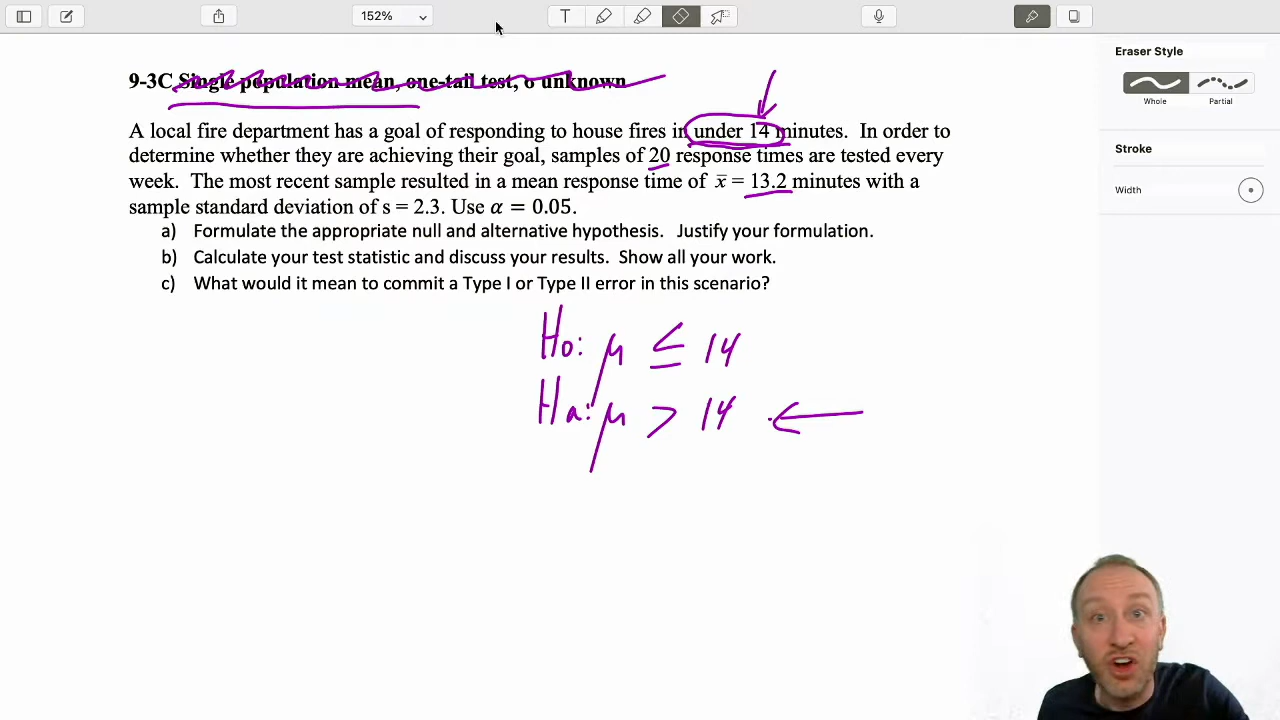 152%
T
Eraser Style
Whole Partial
Stroke
Width
9-3C Single population mean, one-tail test, σ unknown
A local fire department has a goal of responding to house fires in under 14 minutes. In order to
determine whether they are achieving their goal, samples of 20 response times are tested every
week. The most recent sample resulted in a mean response time of x̄ = 13.2 minutes with a
sample standard deviation of s = 2.3. Use α = 0.05.
a) Formulate the appropriate null and alternative hypothesis. Justify your formulation.
b) Calculate your test statistic and discuss your results. Show all your work.
c) What would it mean to commit a Type I or Type II error in this scenario?
Ho: μ ≤ 14
Ha: μ > 14